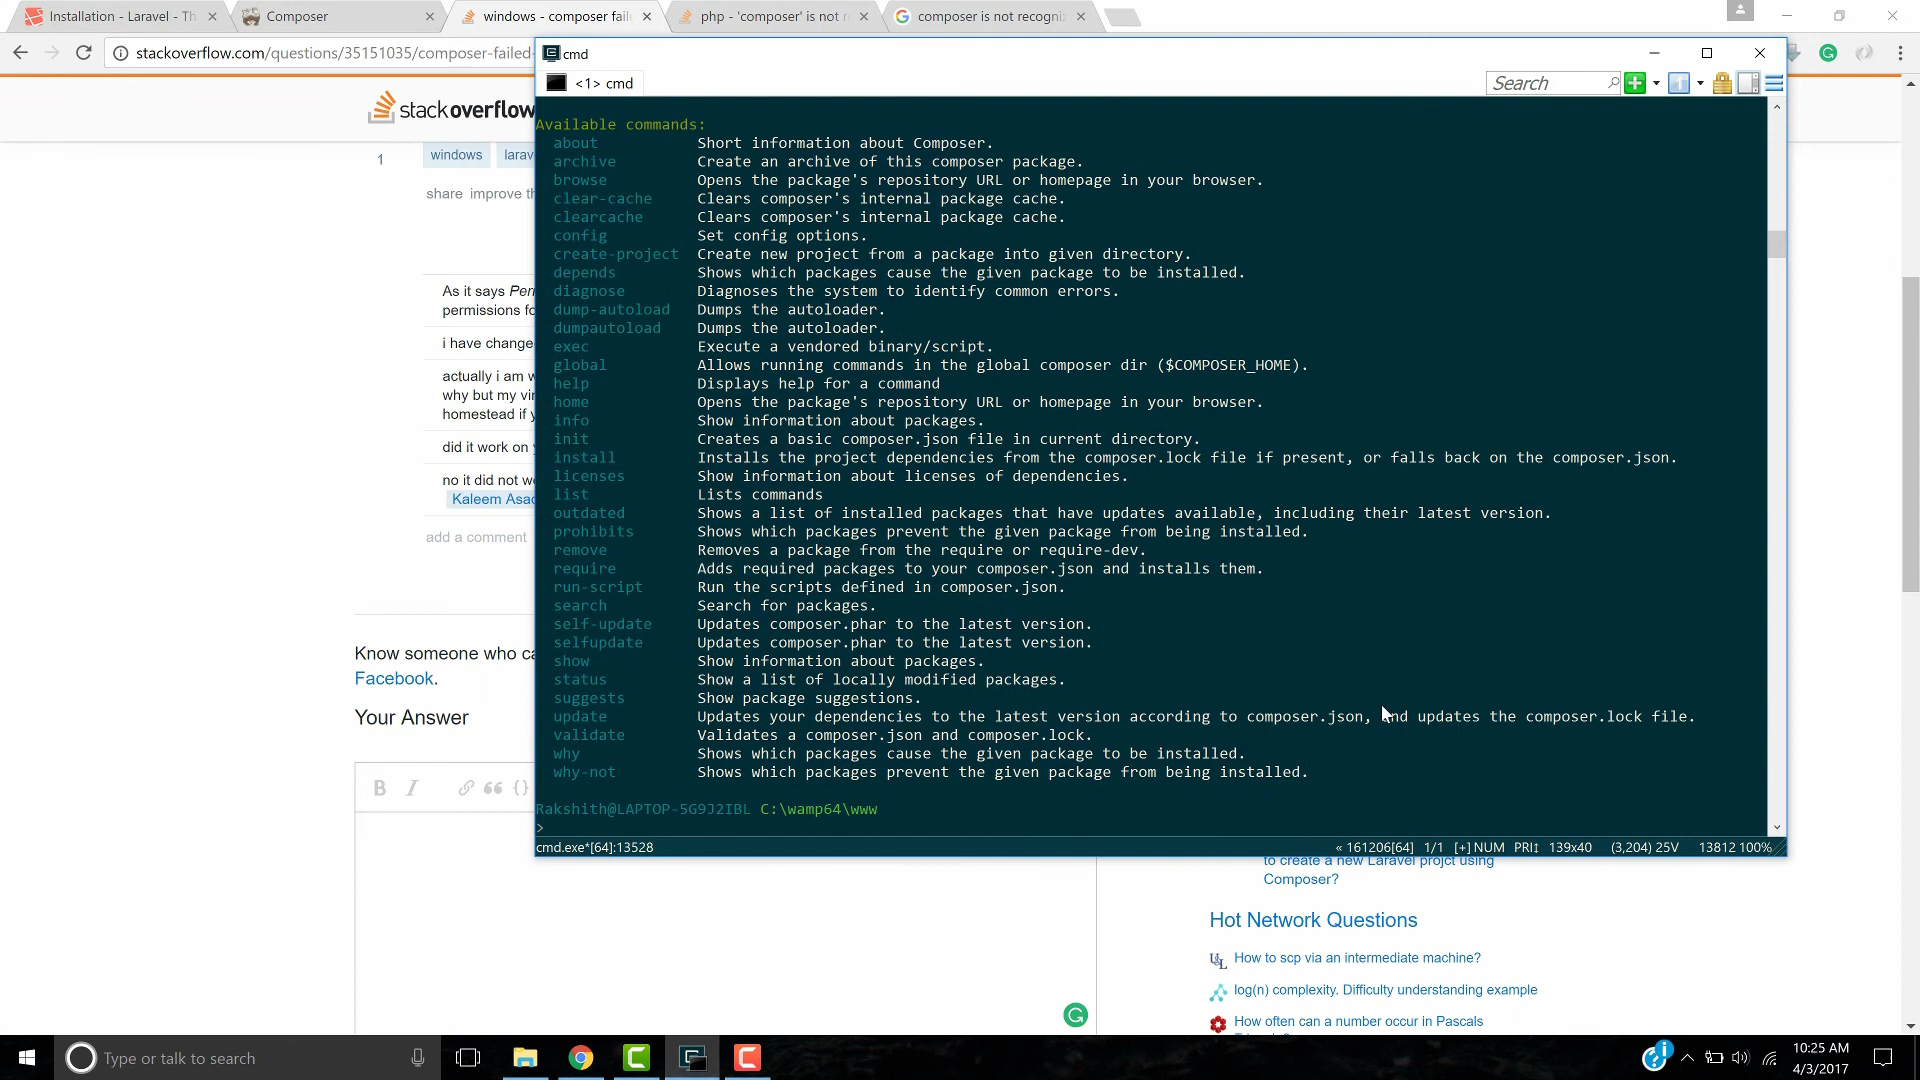 Installation - Laravel - Th
Composer
windows - composer fail
php - 'composer' is not r
composer is not recogniz
stackoverflow.com/questions/35151035/composer-failed-
cmd
<1> cmd
Search
stackoverflow
1
windows
larav
share improve th
As it says Pern
permissions fo
i have change
actually i am w
why but my vir
homestead if y
did it work on y
no it did not wo
Kaleem Asad
add a comment
Know someone who ca
Facebook.
Your Answer
B I {}
Available commands:
about Short information about Composer.
archive Create an archive of this composer package.
browse Opens the package's repository URL or homepage in your browser.
clear-cache Clears composer's internal package cache.
clearcache Clears composer's internal package cache.
config Set config options.
create-project Create new project from a package into given directory.
depends Shows which packages cause the given package to be installed.
diagnose Diagnoses the system to identify common errors.
dump-autoload Dumps the autoloader.
dumpautoload Dumps the autoloader.
exec Execute a vendored binary/script.
global Allows running commands in the global composer dir ($COMPOSER_HOME).
help Displays help for a command
home Opens the package's repository URL or homepage in your browser.
info Show information about packages.
init Creates a basic composer.json file in current directory.
install Installs the project dependencies from the composer.lock file if present, or falls back on the composer.json.
licenses Show information about licenses of dependencies.
list Lists commands
outdated Shows a list of installed packages that have updates available, including their latest version.
prohibits Shows which packages prevent the given package from being installed.
remove Removes a package from the require or require-dev.
require Adds required packages to your composer.json and installs them.
run-script Run the scripts defined in composer.json.
search Search for packages.
self-update Updates composer.phar to the latest version.
selfupdate Updates composer.phar to the latest version.
show Show information about packages.
status Show a list of locally modified packages.
suggests Show package suggestions.
update Updates your dependencies to the latest version according to composer.json, and updates the composer.lock file.
validate Validates a composer.json and composer.lock.
why Shows which packages cause the given package to be installed.
why-not Shows which packages prevent the given package from being installed.
Rakshith@LAPTOP-5G9J2IBL C:\wamp64\www
>
cmd.exe*[64]:13528
« 161206[64] 1/1 [+] NUM PRI↕ 139x40 (3,204) 25V 13812 100%
to create a new Laravel projct using
Composer?
Hot Network Questions
How to scp via an intermediate machine?
log(n) complexity. Difficulty understanding example
How often can a number occur in Pascals
Type or talk to search
10:25 AM
4/3/2017